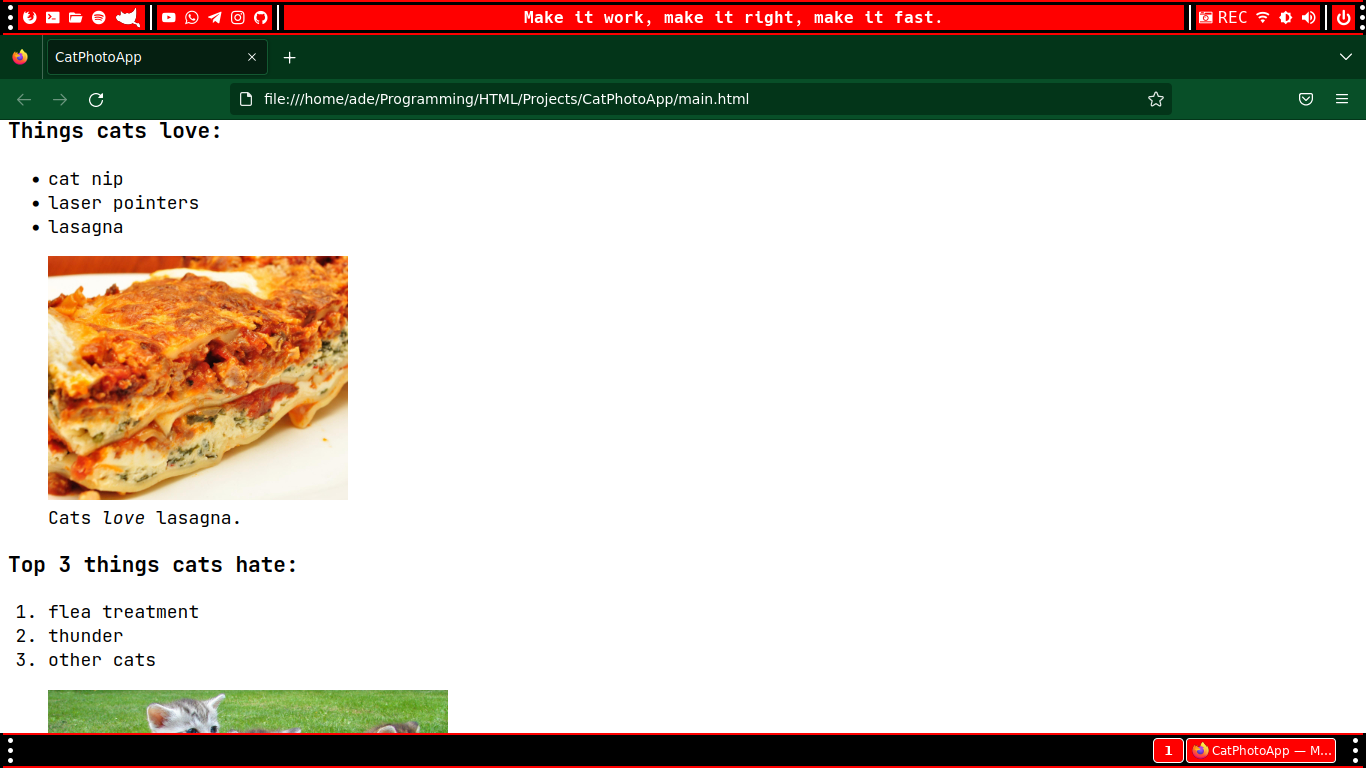 Make it work, make it right, make it fast.
REC
CatPhotoApp
file:///home/ade/Programming/HTML/Projects/CatPhotoApp/main.html
Things cats love:
• cat nip
• laser pointers
• lasagna
Cats love lasagna.
Top 3 things cats hate:
1. flea treatment
2. thunder
3. other cats
1 CatPhotoApp — M...